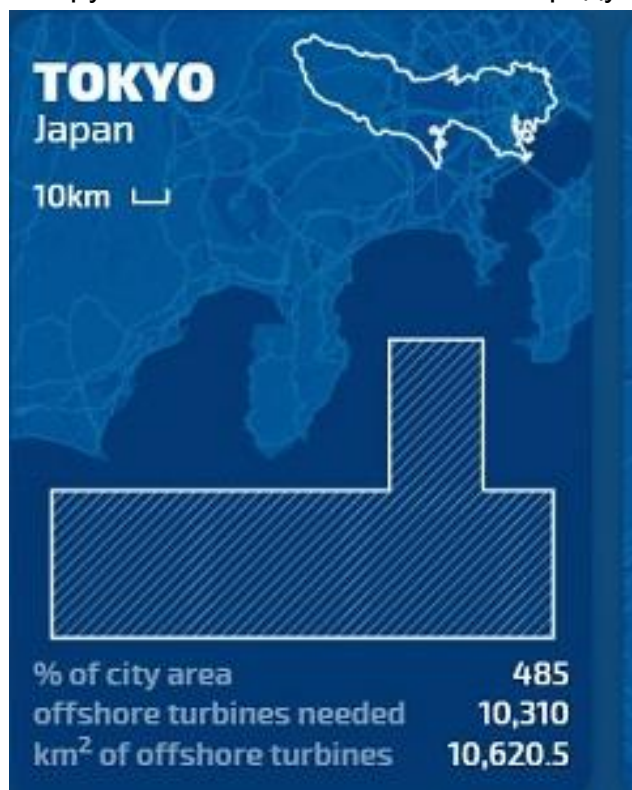 TOKYO
Japan
10km
% of city area 485
offshore turbines needed 10,310
km² of offshore turbines 10,620.5